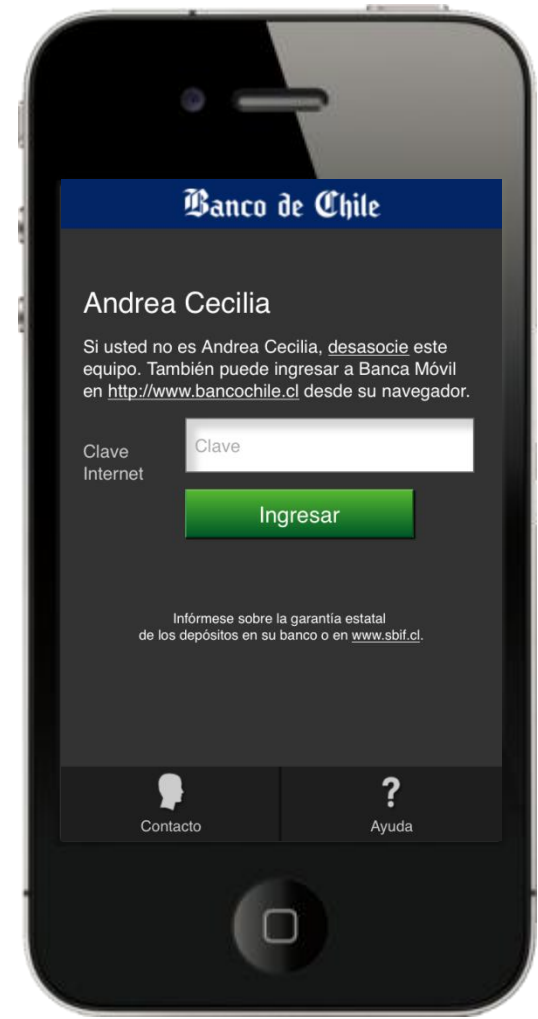 Banco de Chile
Andrea Cecilia
Si usted no es Andrea Cecilia, desasocie este
equipo. También puede ingresar a Banca Móvil
en http://www.bancochile.cl desde su navegador.
Clave
Internet
Clave
Ingresar
Infórmese sobre la garantía estatal
de los depósitos en su banco o en www.sbif.cl.
Contacto
?
Ayuda